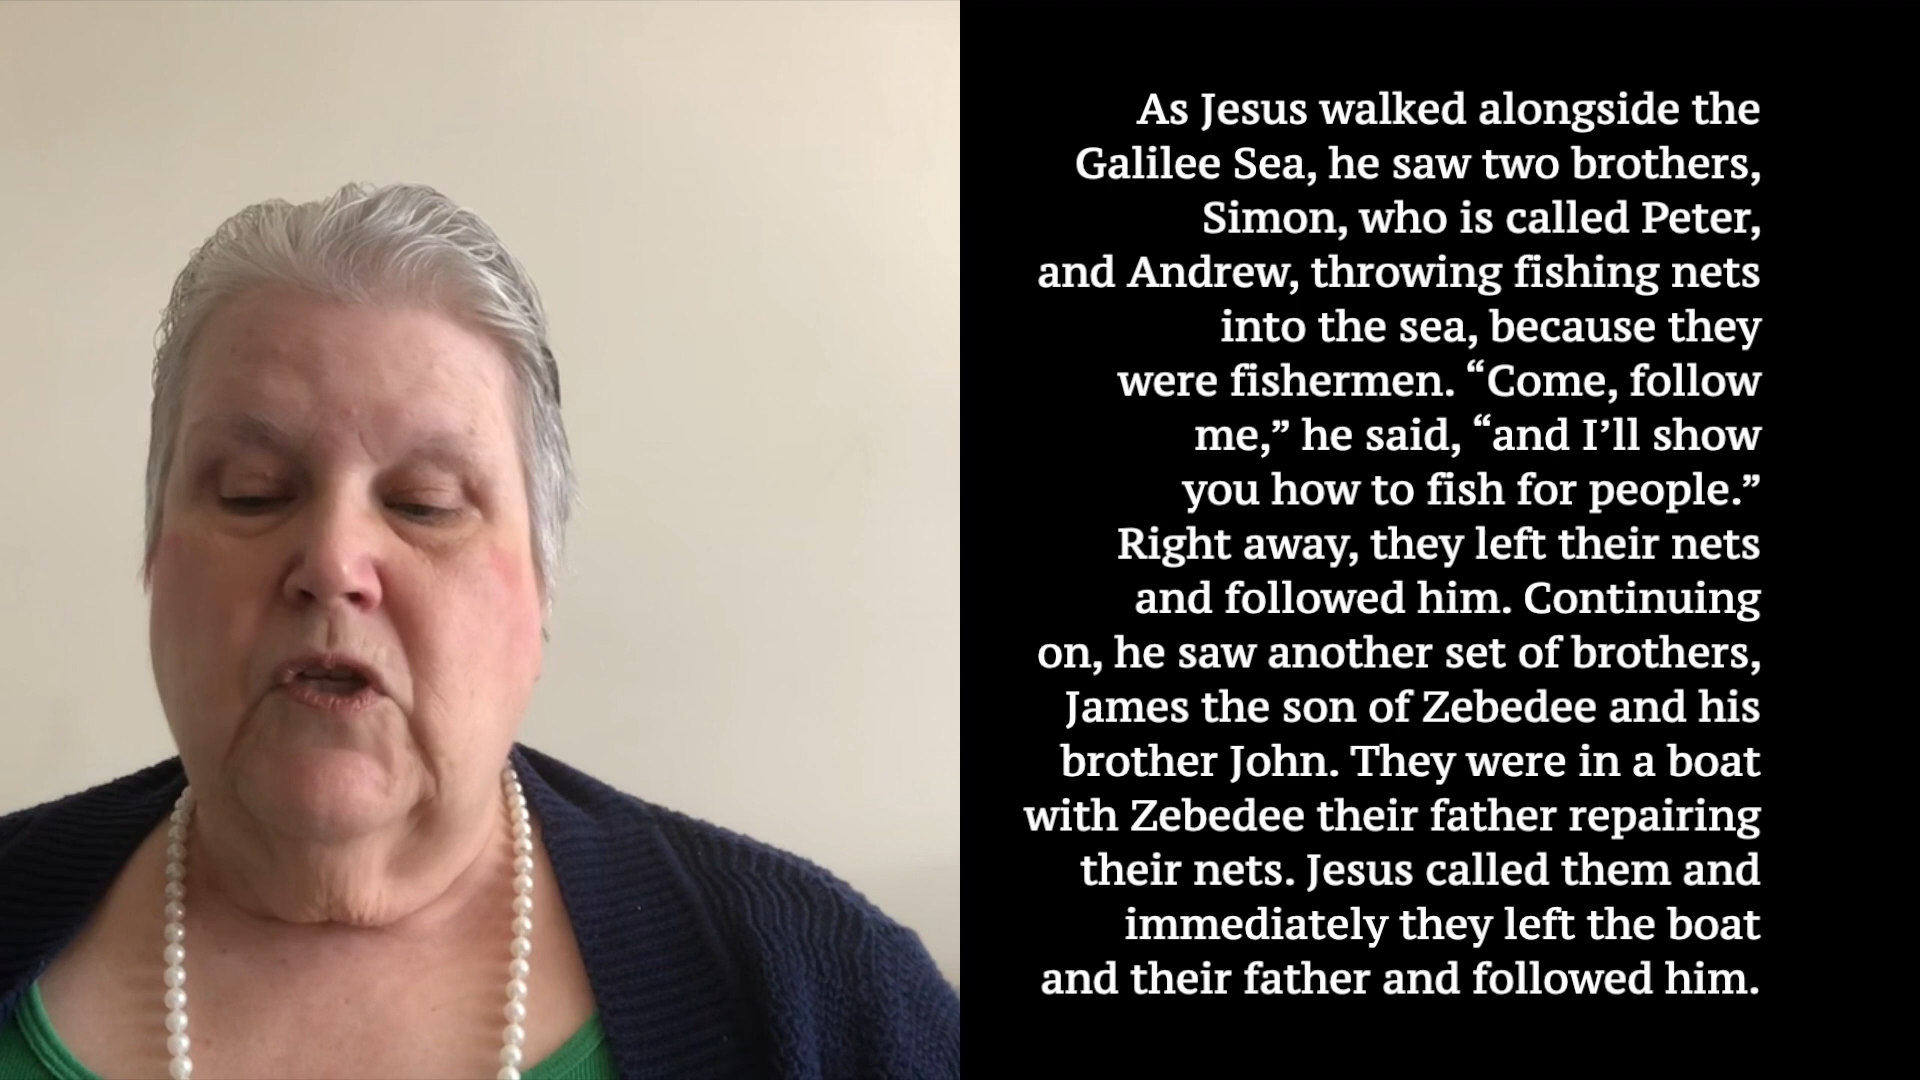 As Jesus walked alongside the
Galilee Sea, he saw two brothers,
Simon, who is called Peter,
and Andrew, throwing fishing nets
into the sea, because they
were fishermen. “Come, follow
me,” he said, “and I’ll show
you how to fish for people.”
Right away, they left their nets
and followed him. Continuing
on, he saw another set of brothers,
James the son of Zebedee and his
brother John. They were in a boat
with Zebedee their father repairing
their nets. Jesus called them and
immediately they left the boat
and their father and followed him.